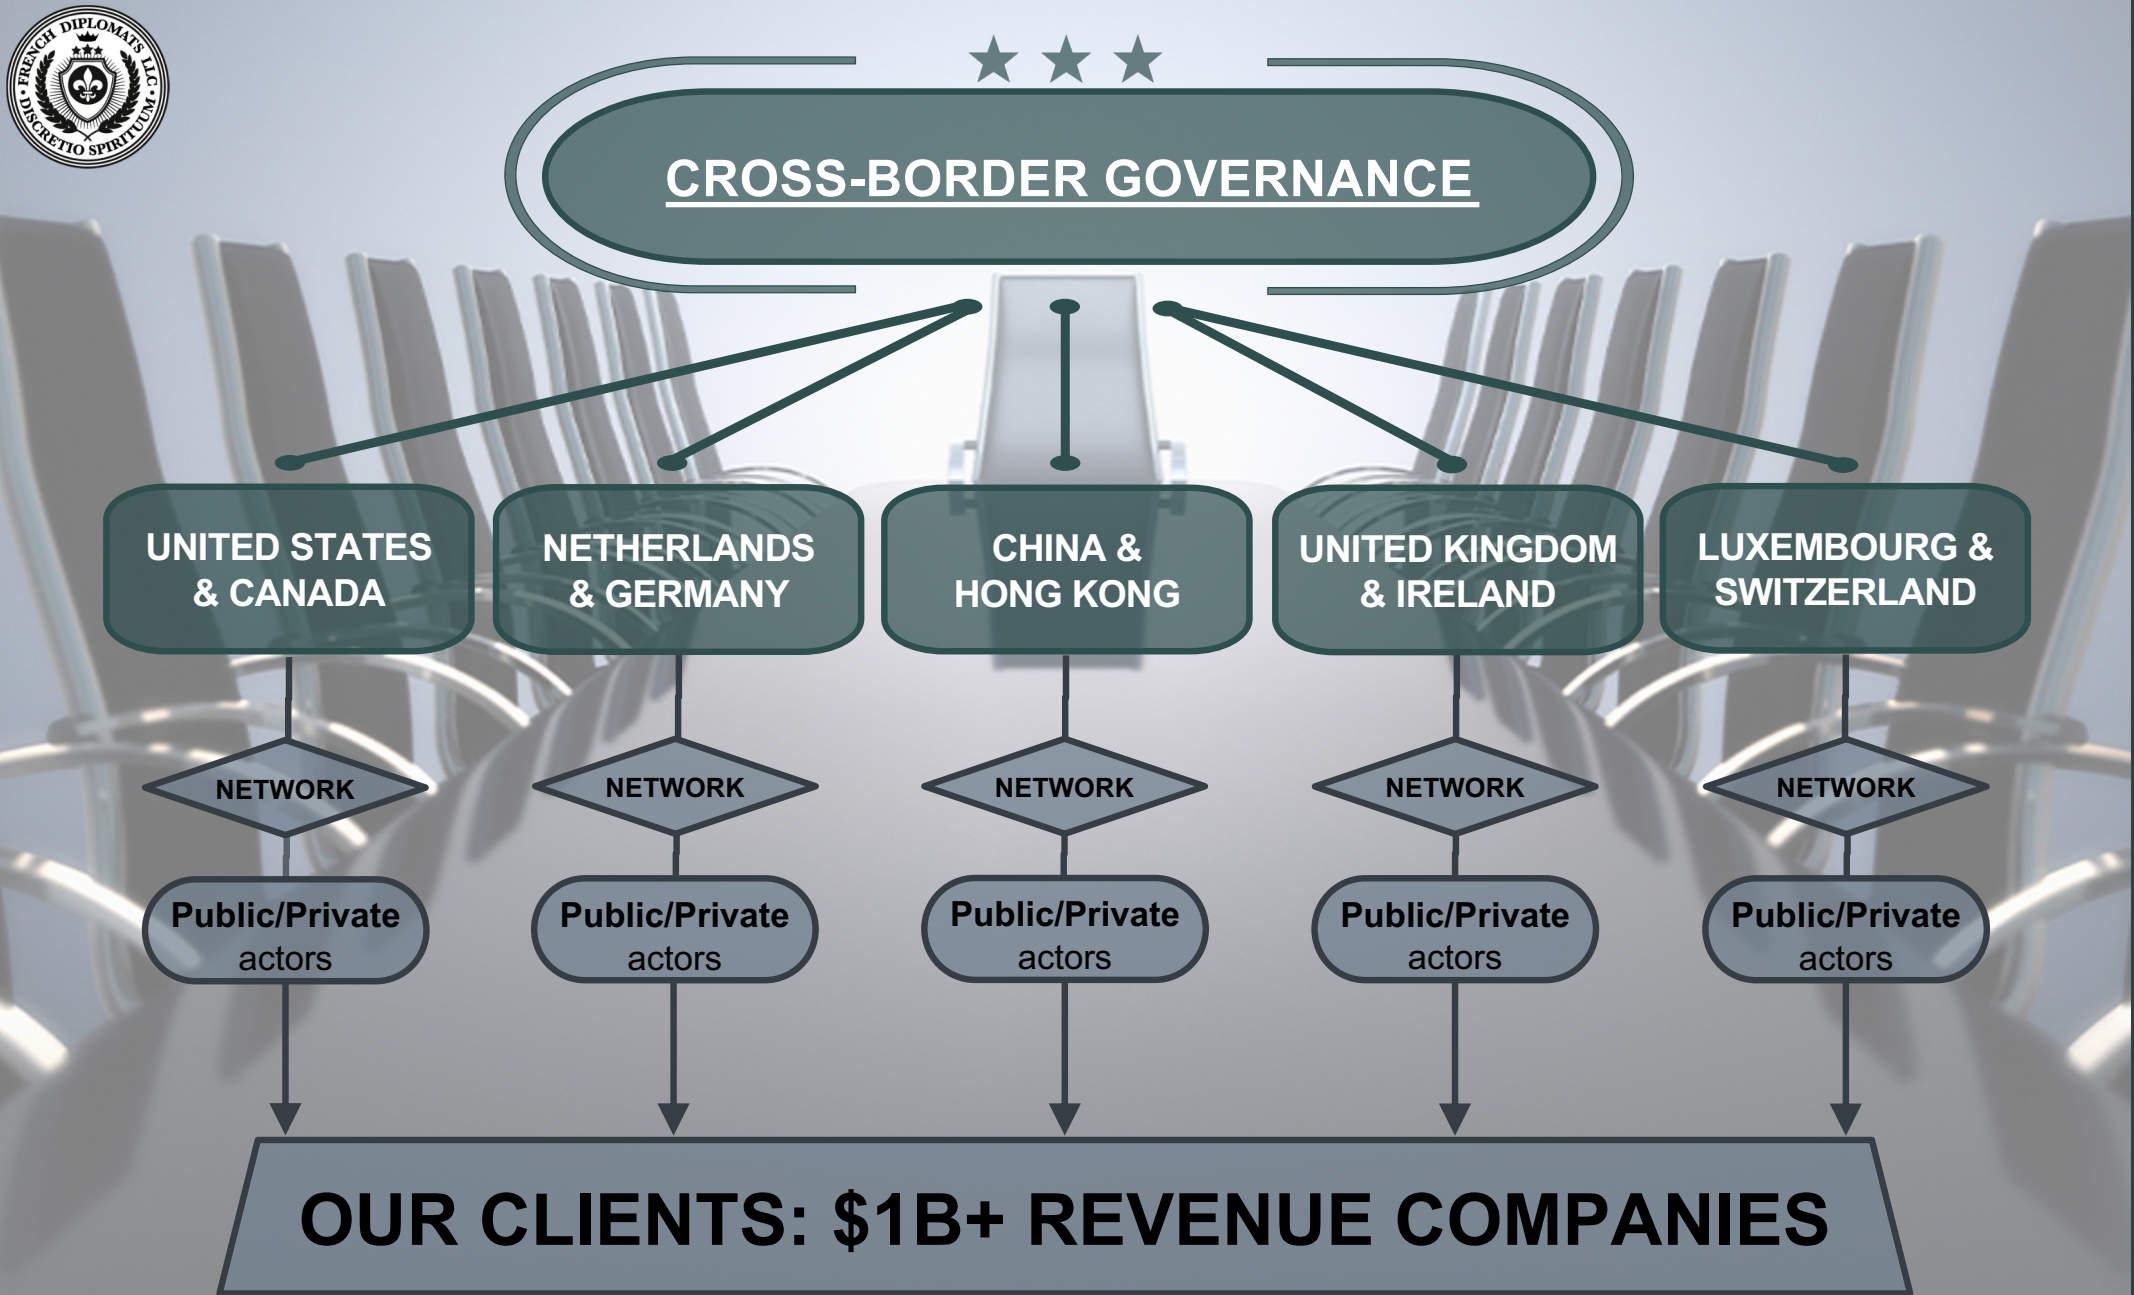 FRENCH DIPLOMATS LLC
DISCRETIO SPIRITUUM
CROSS-BORDER GOVERNANCE
UNITED STATES
& CANADA
NETHERLANDS
& GERMANY
CHINA &
HONG KONG
UNITED KINGDOM
& IRELAND
LUXEMBOURG &
SWITZERLAND
NETWORK
NETWORK
NETWORK
NETWORK
NETWORK
Public/Private
actors
Public/Private
actors
Public/Private
actors
Public/Private
actors
Public/Private
actors
OUR CLIENTS: $1B+ REVENUE COMPANIES